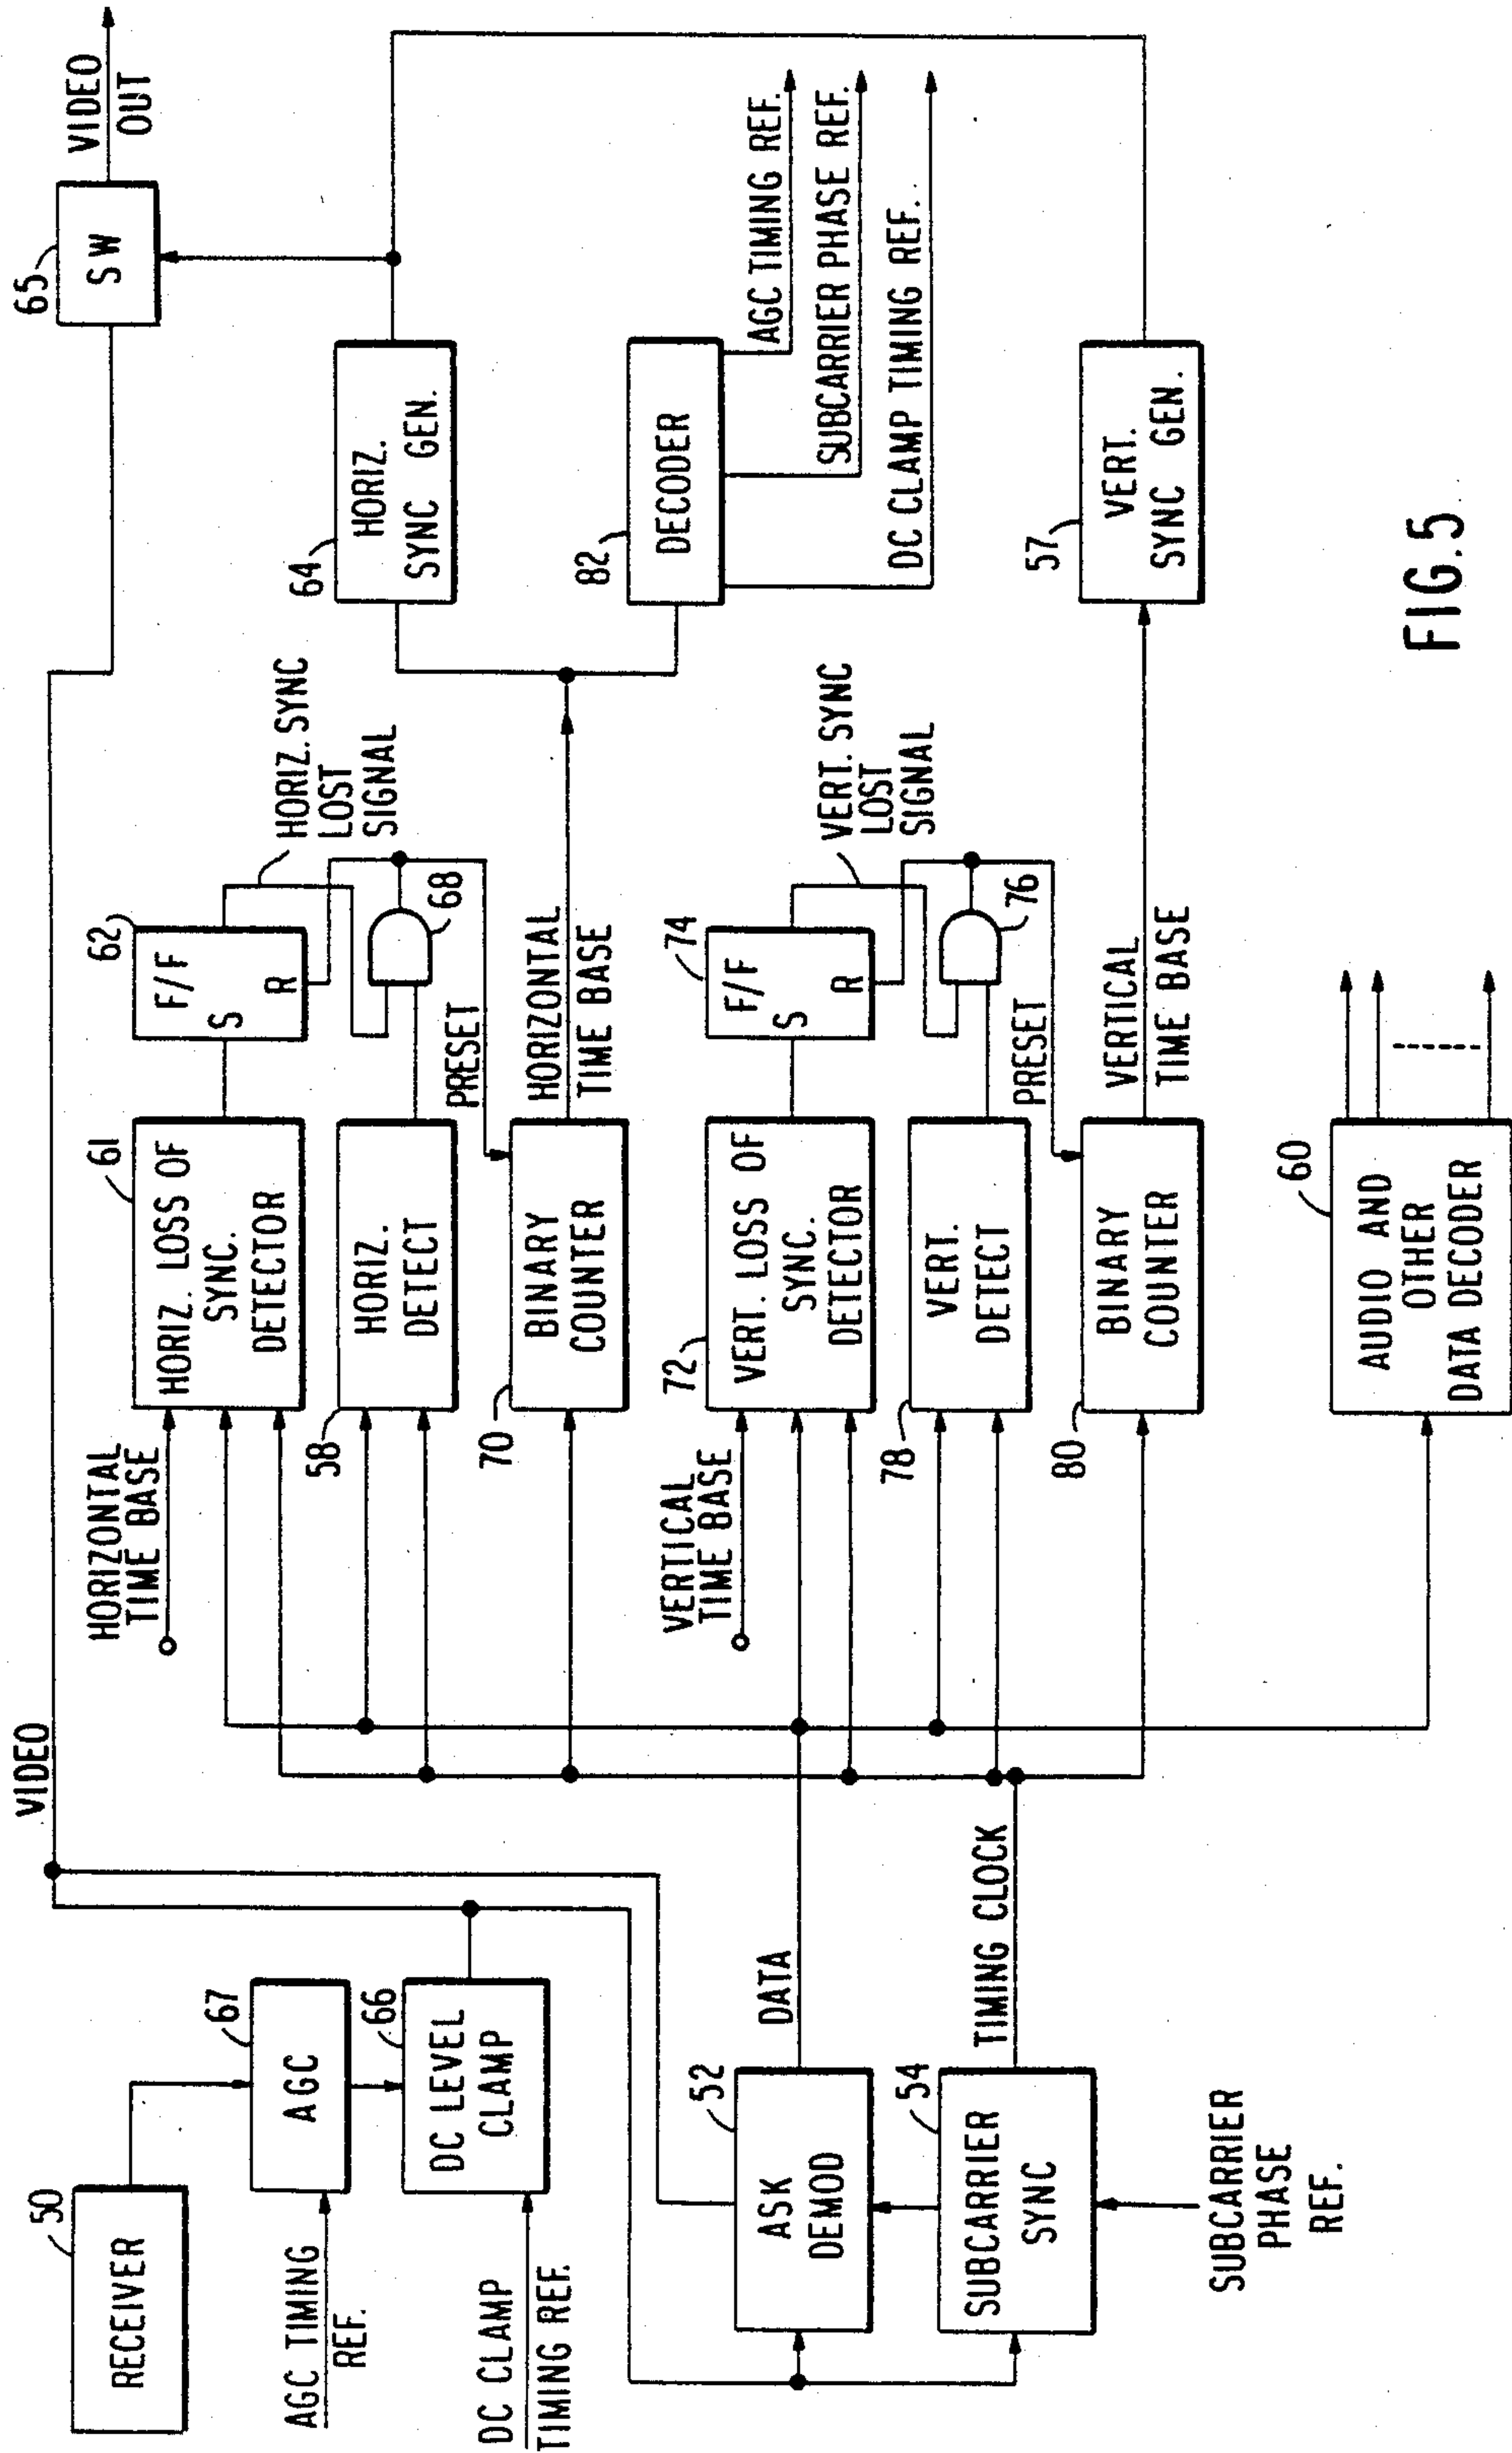 VIDEO
VIDEO
OUT
65
SW
50
RECEIVER
67
AGC
AGC TIMING
REF.
66
DC LEVEL
CLAMP
DC CLAMP
TIMING REF.
HORIZONTAL
TIME BASE
61
HORIZ. LOSS OF
SYNC.
DETECTOR
62
F/F
S
R
HORIZ. SYNC
LOST
SIGNAL
58
HORIZ.
DETECT
68
PRESET
70
BINARY
COUNTER
HORIZONTAL
TIME BASE
64
HORIZ.
SYNC GEN.
82
DECODER
AGC TIMING REF.
SUBCARRIER PHASE REF.
DC CLAMP TIMING REF.
52
ASK
DEMOD
DATA
54
SUBCARRIER
SYNC
TIMING CLOCK
SUBCARRIER
PHASE
REF.
VERTICAL
TIME BASE
72
VERT. LOSS OF
SYNC.
DETECTOR
74
F/F
S
R
VERT. SYNC
LOST
SIGNAL
78
VERT.
DETECT
76
PRESET
80
BINARY
COUNTER
VERTICAL
TIME BASE
57
VERT.
SYNC GEN.
60
AUDIO AND
OTHER
DATA DECODER
FIG.5